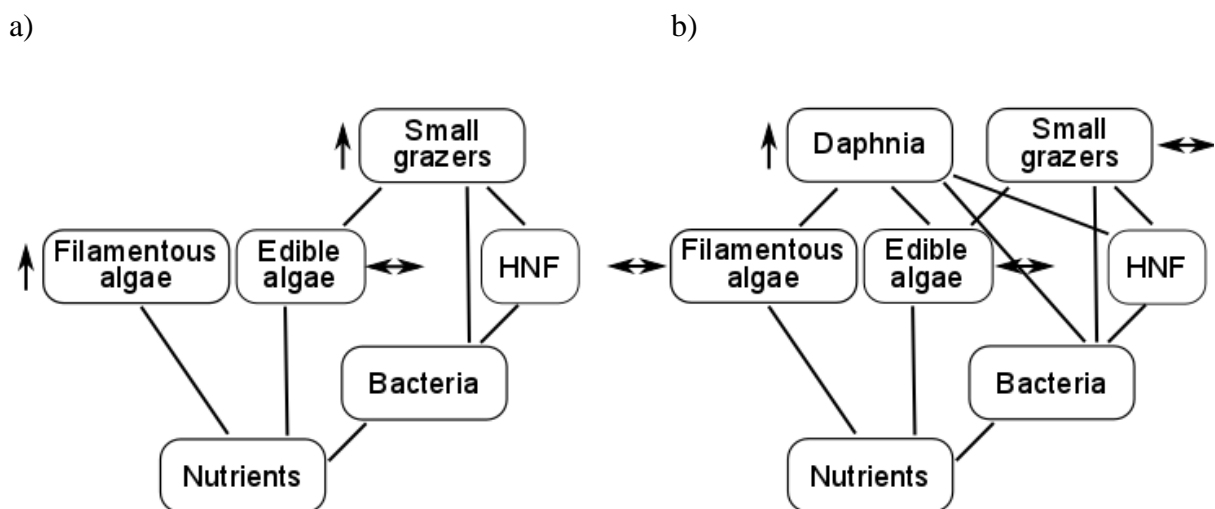 a)
Small
grazers
Filamentous
algae
Edible
algae
HNF
Bacteria
Nutrients
b)
Daphnia
Small
grazers
Filamentous
algae
Edible
algae
HNF
Bacteria
Nutrients